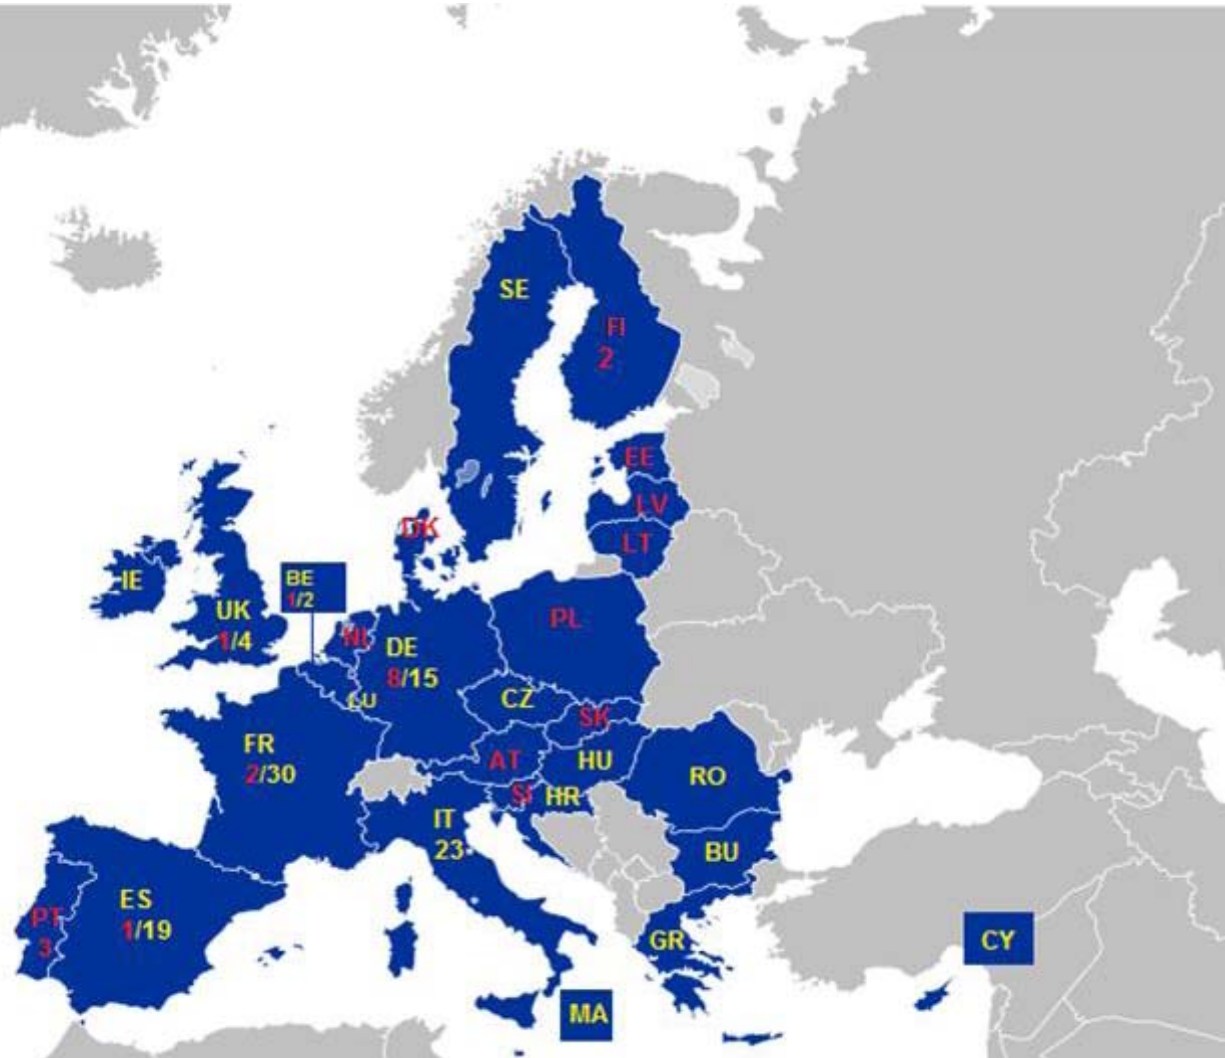 SE
FI
2
EE
LV
LT
DK
IE
UK
1/4
BE
1/2
NL
DE
8/15
PL
LU
CZ
SK
FR
2/30
AT
HU
SI
HR
RO
IT
23
BU
ES
1/19
PT
3
GR
CY
MA